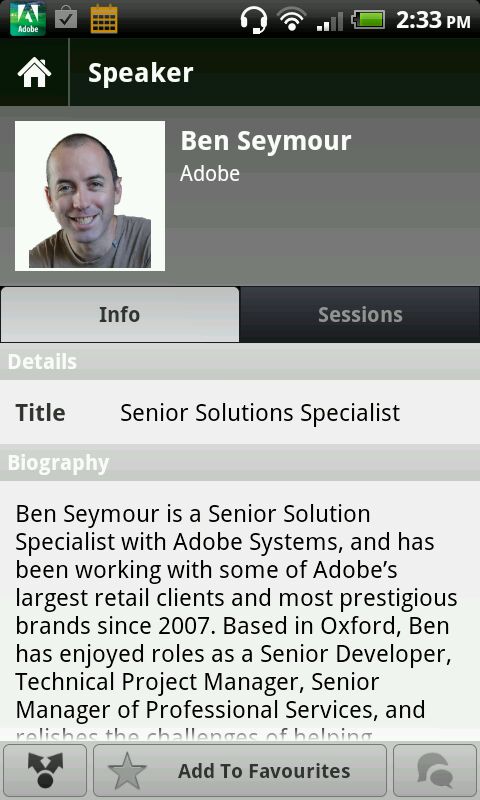 Adobe
2:33 PM
Speaker
Ben Seymour
Adobe
Info
Sessions
Details
Title
Senior Solutions Specialist
Biography
Ben Seymour is a Senior Solution
Specialist with Adobe Systems, and has
been working with some of Adobe’s
largest retail clients and most prestigious
brands since 2007. Based in Oxford, Ben
has enjoyed roles as a Senior Developer,
Technical Project Manager, Senior
Manager of Professional Services, and
relishes the challenges of helping
Add To Favourites